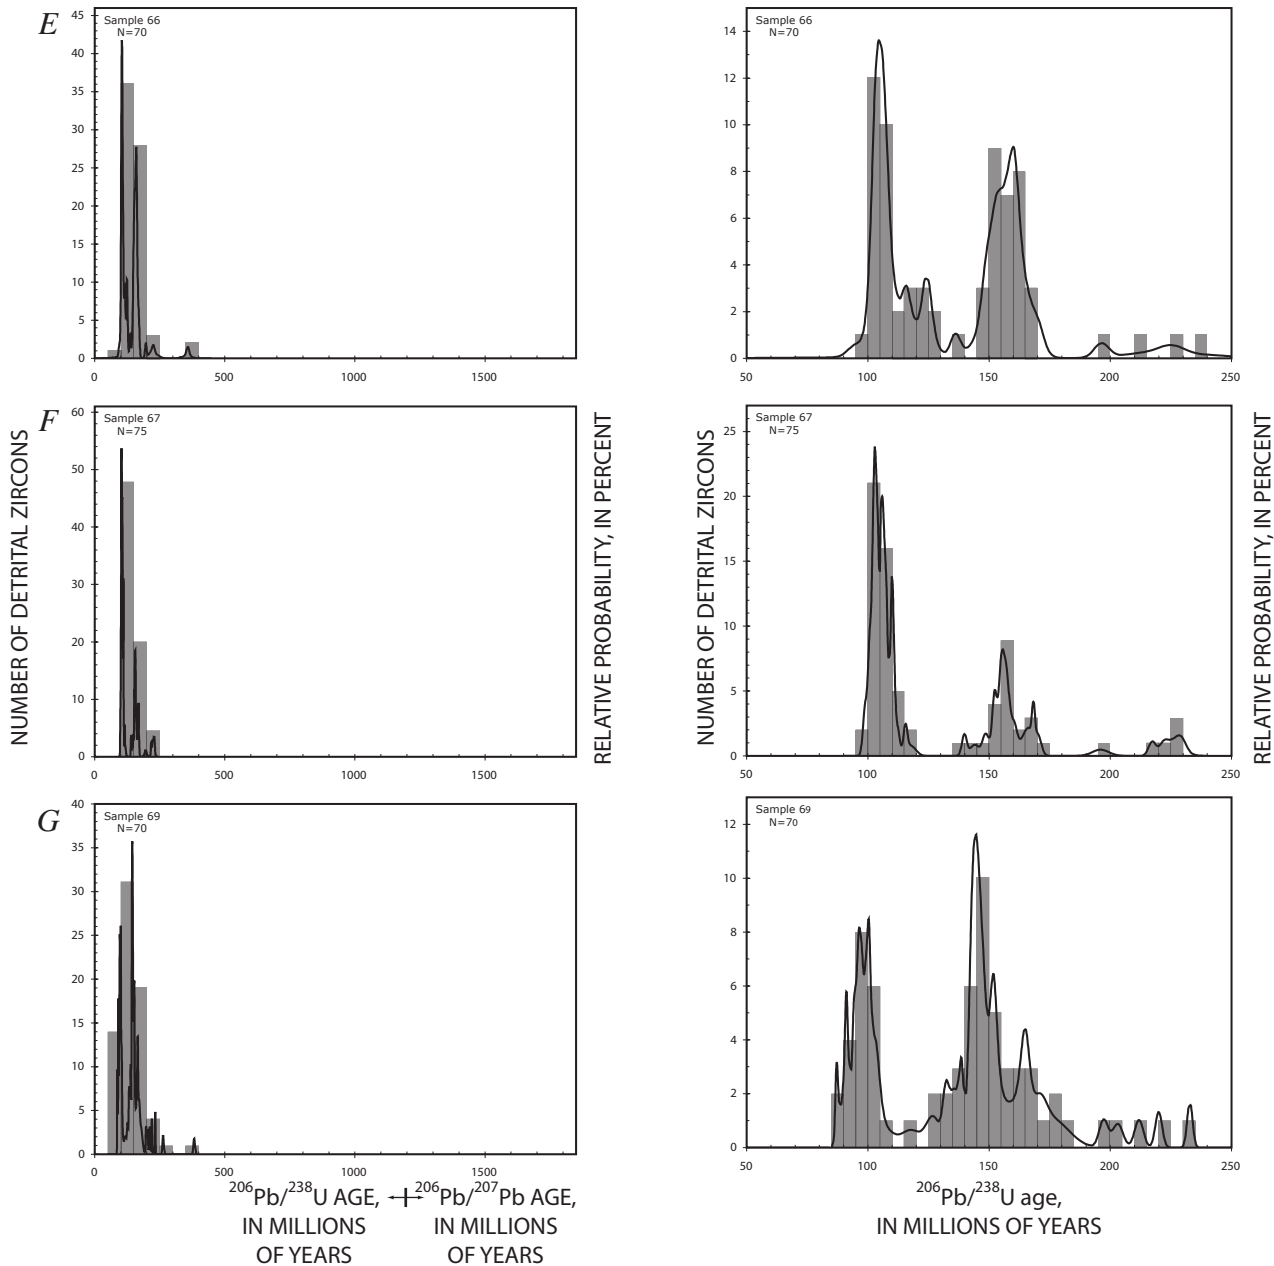 E
Sample 66
N=70
45
40
35
30
25
20
15
10
5
0
0 500 1000 1500
Sample 66
N=70
14
12
10
8
6
4
2
0
50 100 150 200 250
F
Sample 67
N=75
60
50
40
30
20
10
0
0 500 1000 1500
Sample 67
N=75
25
20
15
10
5
0
50 100 150 200 250
NUMBER OF DETRITAL ZIRCONS
RELATIVE PROBABILITY, IN PERCENT
NUMBER OF DETRITAL ZIRCONS
RELATIVE PROBABILITY, IN PERCENT
G
Sample 69
N=70
40
35
30
25
20
15
10
5
0
0 500 1000 1500
Sample 69
N=70
12
10
8
6
4
2
0
50 100 150 200 250
206Pb/238U AGE,
IN MILLIONS
OF YEARS
206Pb/207Pb AGE,
IN MILLIONS
OF YEARS
206Pb/238U age,
IN MILLIONS OF YEARS